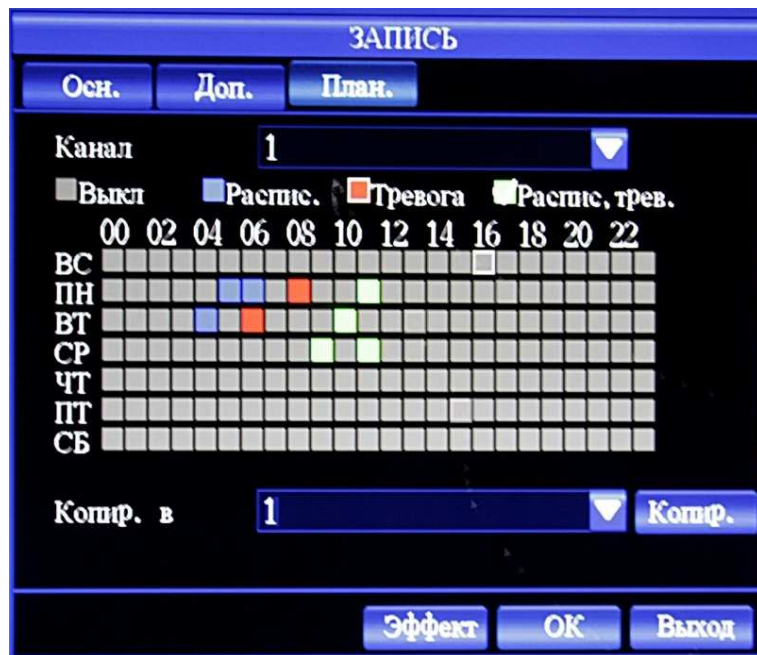 ЗАПИСЬ
Осн. Доп. План.
Канал 1
Выкл Распис. Тревога Распис, трев.
00 02 04 06 08 10 12 14 16 18 20 22
ВС
ПН
ВТ
СР
ЧТ
ПТ
СБ
Копир. в 1 Копир.
Эффект ОК Выход